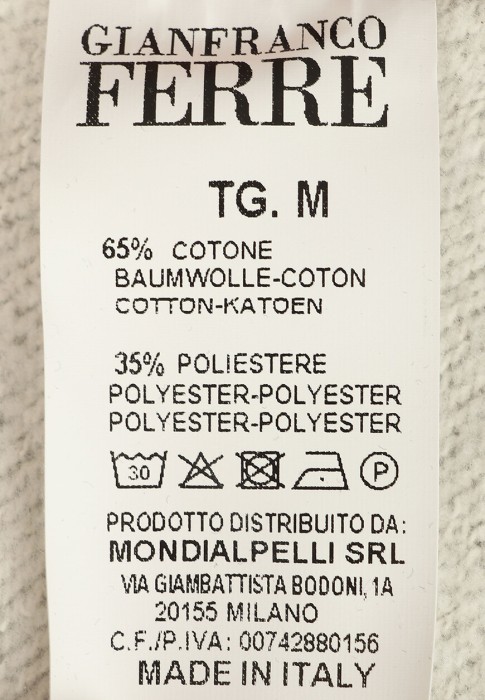 GIANFRANCO
FERRE
TG. M
65% COTONE
BAUMWOLLE-COTON
COTTON-KATOEN
35% POLIESTERE
POLYESTER-POLYESTER
POLYESTER-POLYESTER
30 P
PRODOTTO DISTRIBUITO DA:
MONDIALPELLI SRL
VIA GIAMBATTISTA BODONI, 1A
20155 MILANO
C.F./P.IVA: 00742880156
MADE IN ITALY